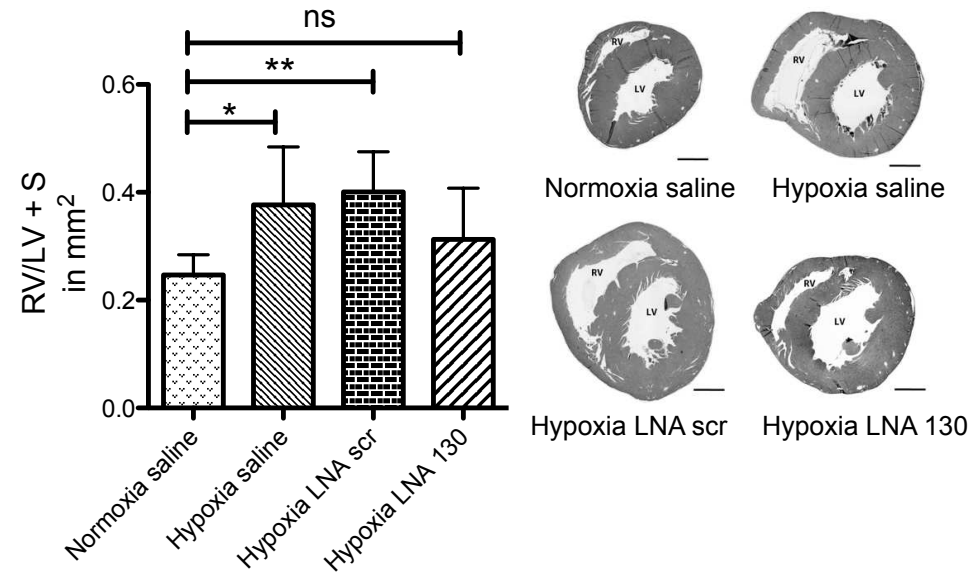 ns
**
*
0.6
0.4
0.2
0.0
RV/LV + S
in mm²
Normoxia saline
Hypoxia saline
Hypoxia LNA scr
Hypoxia LNA 130
RV
LV
Normoxia saline
RV
LV
Hypoxia saline
RV
LV
Hypoxia LNA scr
RV
LV
Hypoxia LNA 130